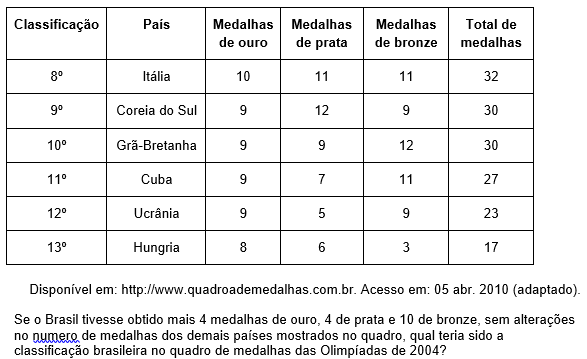 Classificação País Medalhas de ouro Medalhas de prata Medalhas de bronze Total de medalhas
8º Itália 10 11 11 32
9º Coreia do Sul 9 12 9 30
10º Grã-Bretanha 9 9 12 30
11º Cuba 9 7 11 27
12º Ucrânia 9 5 9 23
13º Hungria 8 6 3 17
Disponível em: http://www.quadroademedalhas.com.br. Acesso em: 05 abr. 2010 (adaptado).
Se o Brasil tivesse obtido mais 4 medalhas de ouro, 4 de prata e 10 de bronze, sem alterações
no numero de medalhas dos demais países mostrados no quadro, qual teria sido a
classificação brasileira no quadro de medalhas das Olimpíadas de 2004?